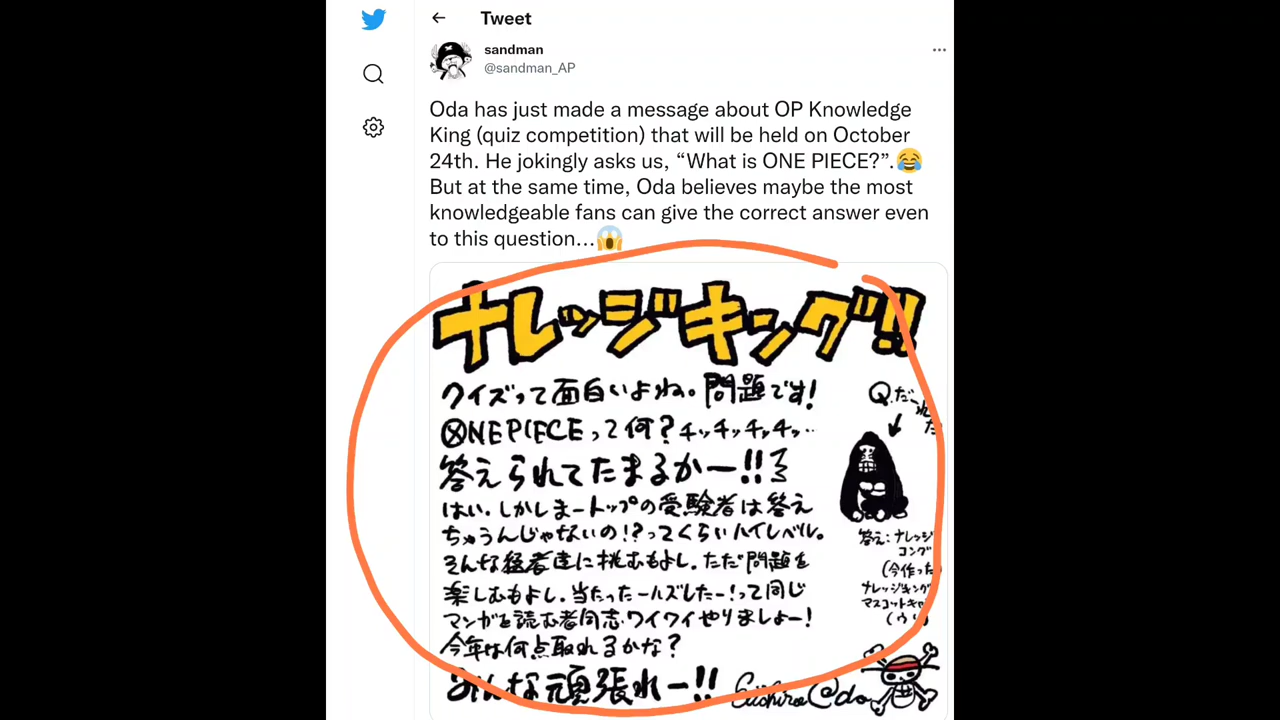 Tweet
sandman
@sandman_AP
Oda has just made a message about OP Knowledge
King (quiz competition) that will be held on October
24th. He jokingly asks us, “What is ONE PIECE?”.😂
But at the same time, Oda believes maybe the most
knowledgeable fans can give the correct answer even
to this question...😱
ナレッジキング!!
クイズって面白いよね。問題です!
ONE PIECEって何?チッチッチッチッ…
答えられてたまるかー!!
はい。しかしまートップの受験者は答え
ちゃうんじゃないの!?ってくらいハイレベル。
そんな猛者達に挑むもよし。ただ問題を
楽しむもよし。当たったーハズしたー!って同じ
マンガを読む者同志、ワイワイやりましょー!
今年は何点取れるかな?
みんな頑張れー!!
Eiichiro Oda
Q.だーれだ
答え:ナレッジ
コング
(今作った
ナレッジキング
マスコットキャ
(ウソ)